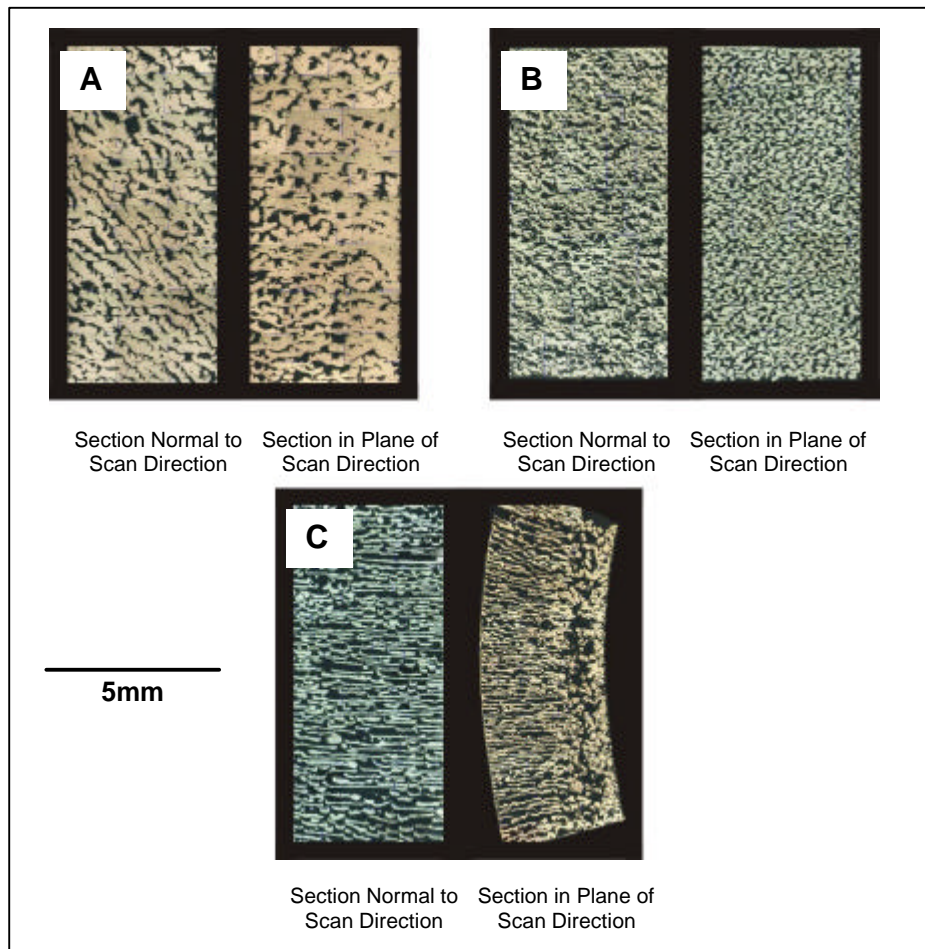 A
B
Section Normal to
Scan Direction
Section in Plane of
Scan Direction
Section Normal to
Scan Direction
Section in Plane of
Scan Direction
C
5mm
Section Normal to
Scan Direction
Section in Plane of
Scan Direction